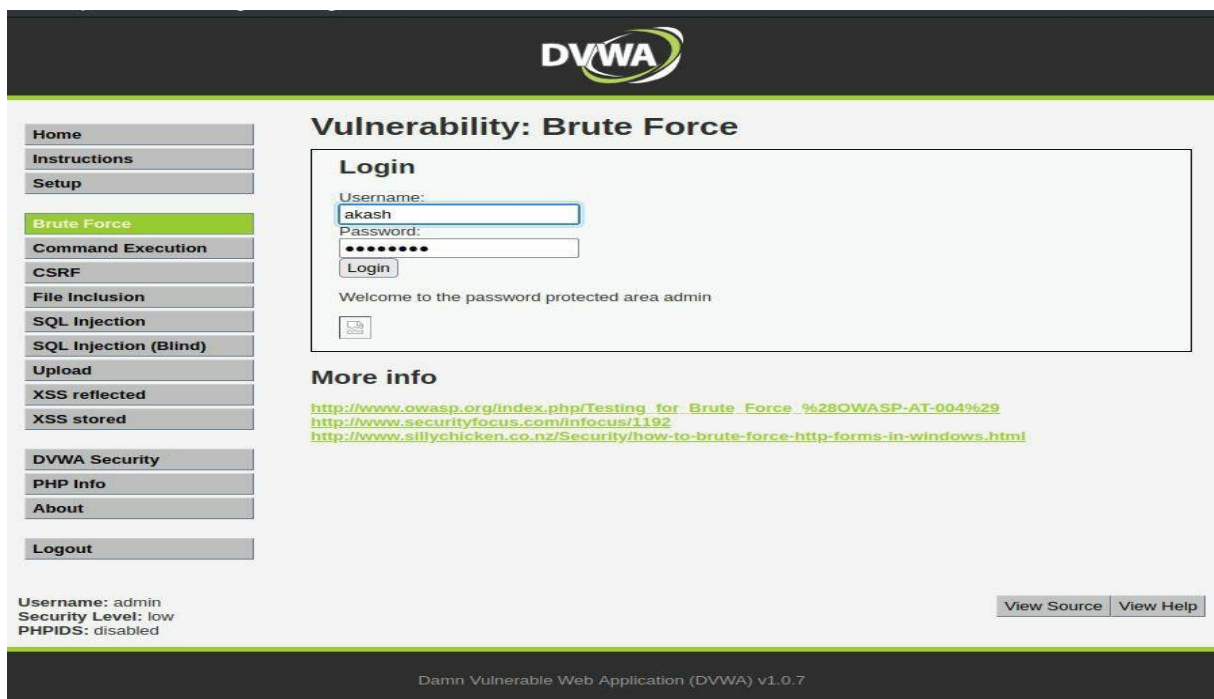 DVWA
Home
Instructions
Setup
Brute Force
Command Execution
CSRF
File Inclusion
SQL Injection
SQL Injection (Blind)
Upload
XSS reflected
XSS stored
DVWA Security
PHP Info
About
Logout
Vulnerability: Brute Force
Login
Username:
akash
Password:
••••••••
Login
Welcome to the password protected area admin
More info
http://www.owasp.org/index.php/Testing_for_Brute_Force_%28OWASP-AT-004%29
http://www.securityfocus.com/infocus/1192
http://www.sillychicken.co.nz/Security/how-to-brute-force-http-forms-in-windows.html
Username: admin
Security Level: low
PHPIDS: disabled
View Source View Help
Damn Vulnerable Web Application (DVWA) v1.0.7